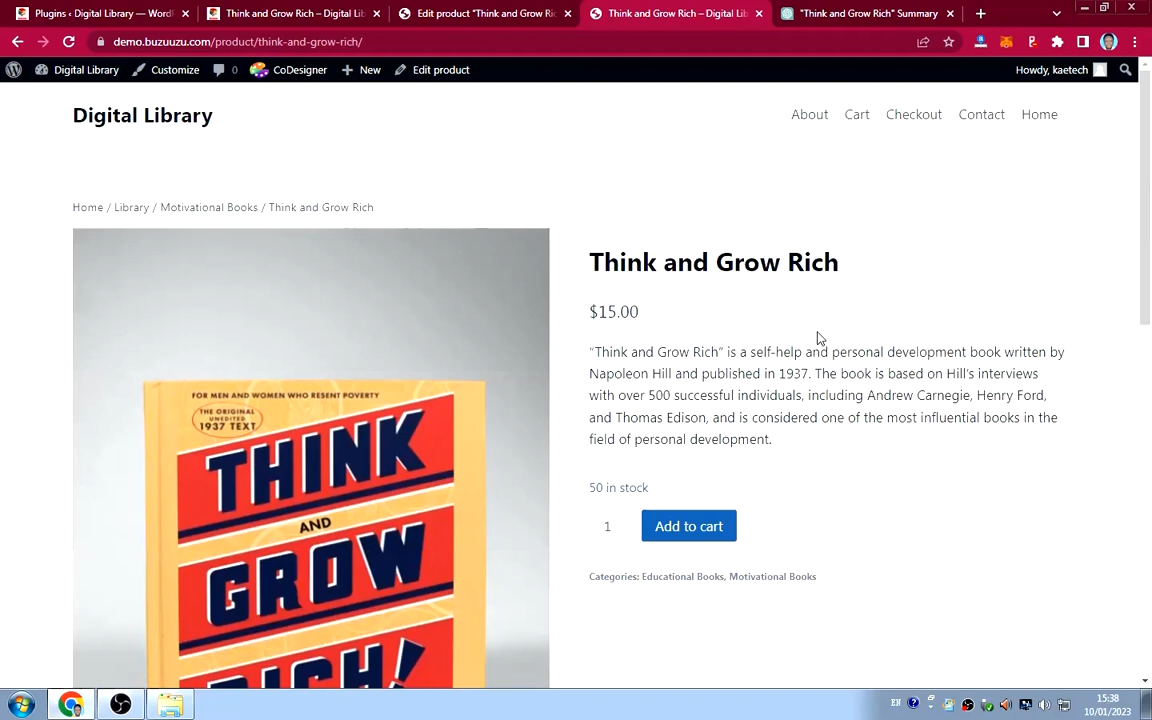 Plugins ‹ Digital Library — WordP
Think and Grow Rich – Digital Lib
Edit product "Think and Grow Ric
Think and Grow Rich – Digital Lib
"Think and Grow Rich" Summary
demo.buzuuzu.com/product/think-and-grow-rich/
Digital Library
Customize
0
CoDesigner
New
Edit product
Howdy, kaetech
Digital Library
About
Cart
Checkout
Contact
Home
Home / Library / Motivational Books / Think and Grow Rich
FOR MEN AND WOMEN WHO RESENT POVERTY
THE ORIGINAL
UNEDITED
1937 TEXT
THINK
AND
GROW
RICH!
Think and Grow Rich
$15.00
“Think and Grow Rich” is a self-help and personal development book written by
Napoleon Hill and published in 1937. The book is based on Hill’s interviews
with over 500 successful individuals, including Andrew Carnegie, Henry Ford,
and Thomas Edison, and is considered one of the most influential books in the
field of personal development.
50 in stock
1
Add to cart
Categories: Educational Books, Motivational Books
EN
15:38
10/01/2023